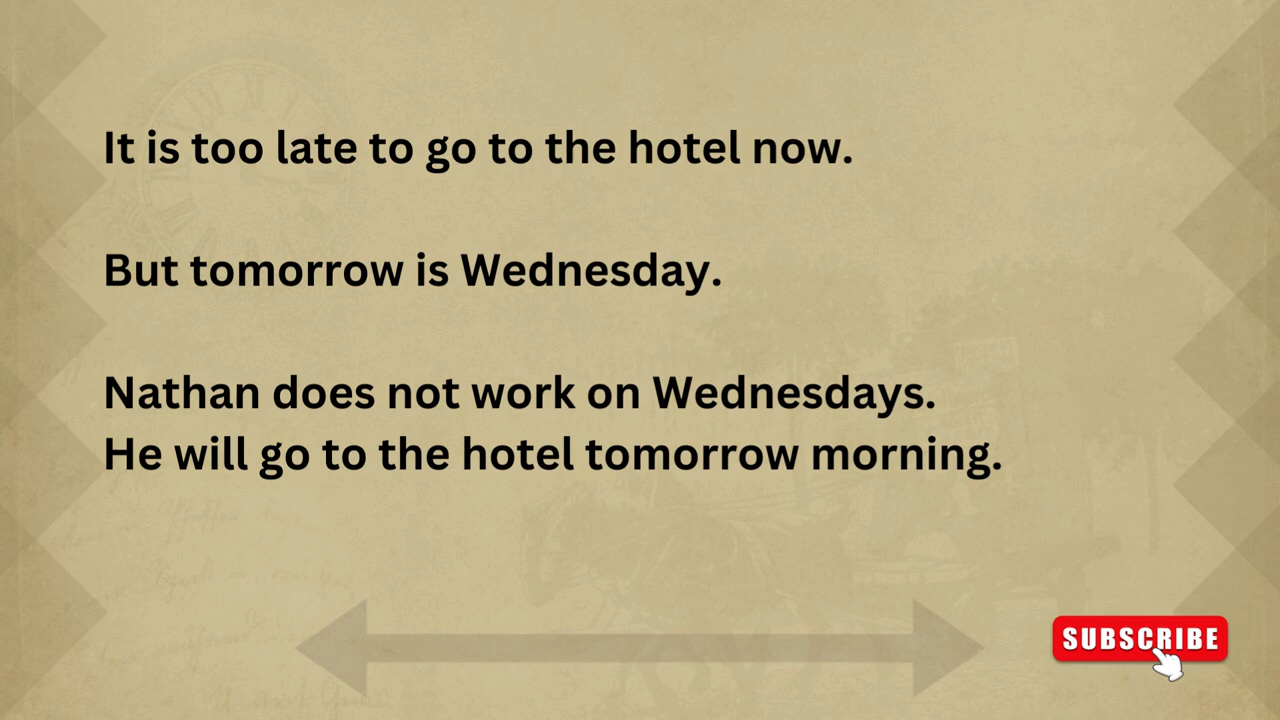 It is too late to go to the hotel now.
But tomorrow is Wednesday.
Nathan does not work on Wednesdays.
He will go to the hotel tomorrow morning.
SUBSCRIBE